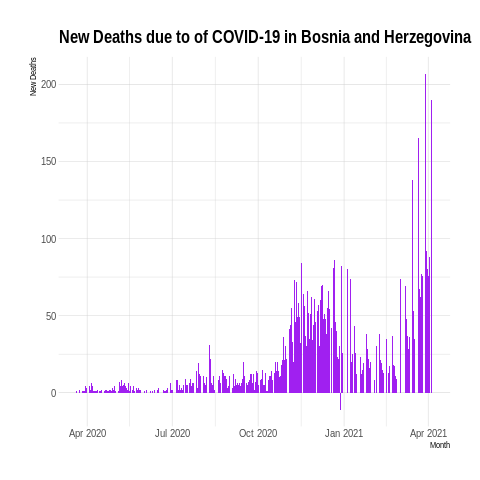 New Deaths due to of COVID-19 in Bosnia and Herzegovina
New Deaths
200
150
100
50
0
Apr 2020 Jul 2020 Oct 2020 Jan 2021 Apr 2021
Month